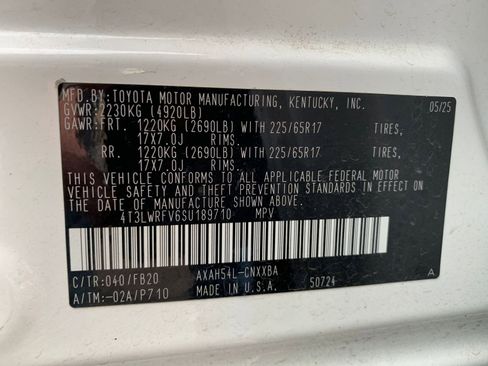 MFD.BY:TOYOTA MOTOR MANUFACTURING, KENTUCKY, INC. 05/25
GVWR:2230KG (4920LB)
GAWR:FRT. 1220KG (2690LB) WITH 225/65R17 TIRES,
17X7.0J RIMS.
RR. 1220KG (2690LB) WITH 225/65R17 TIRES,
17X7.0J RIMS.
THIS VEHICLE CONFORMS TO ALL APPLICABLE FEDERAL MOTOR
VEHICLE SAFETY AND THEFT PREVENTION STANDARDS IN EFFECT
ON THE DATE OF MANUFACTURE SHOWN ABOVE.
4T3LWRFV6SU189710 MPV
C/TR:040/FB20 AXAH54L-CNXXBA
A/TM:-02A/P710 MADE IN U.S.A. 50724 A